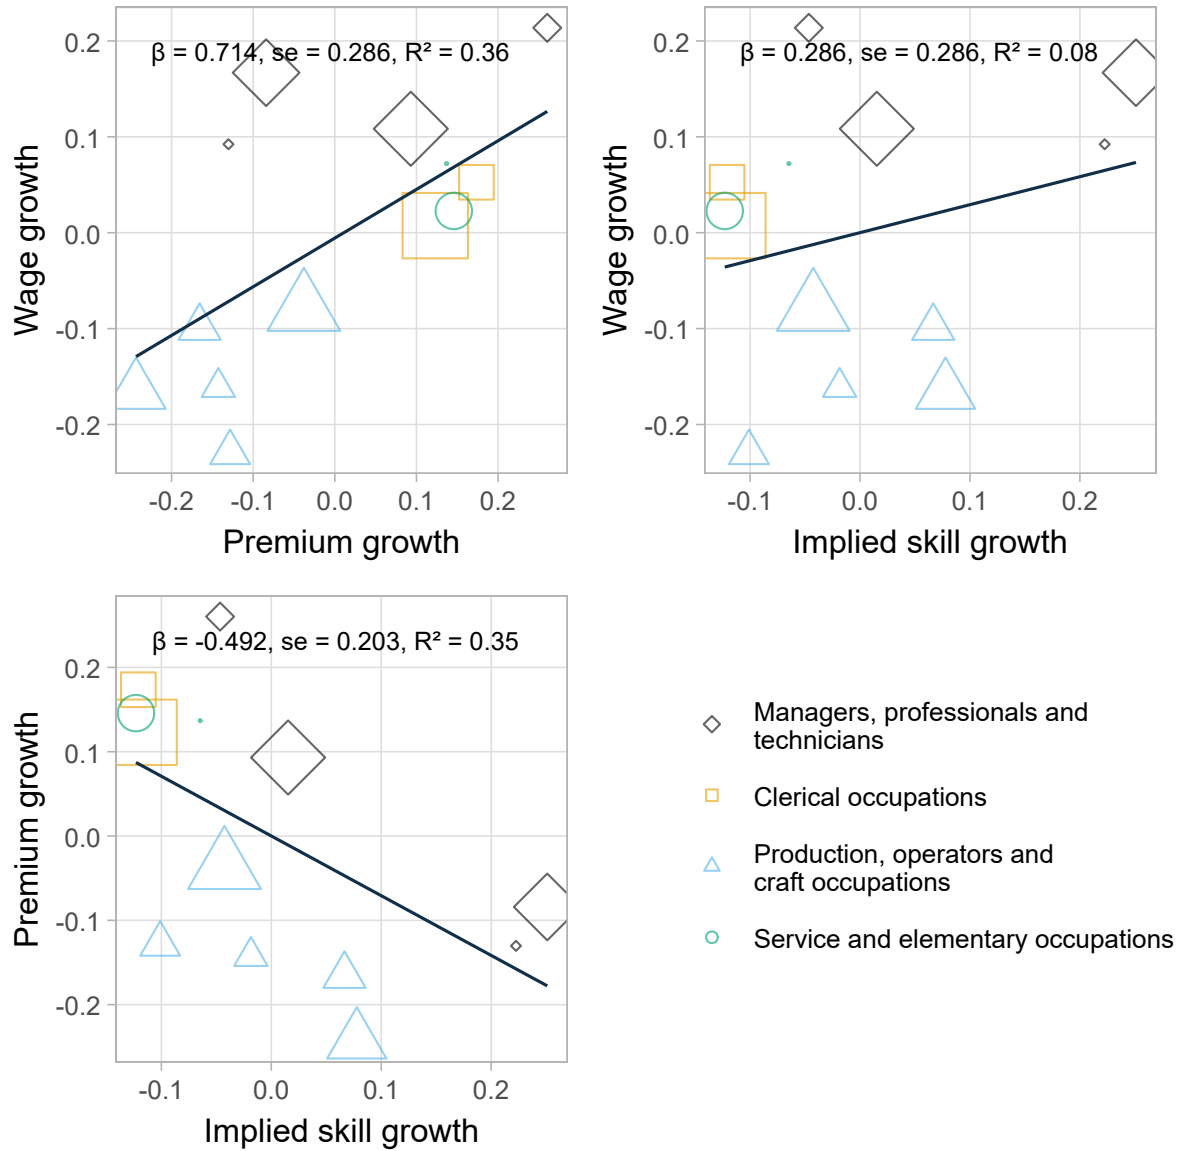 β = 0.714, se = 0.286, R² = 0.36
0.2
0.1
0.0
-0.1
-0.2
Wage growth
-0.2 -0.1 0.0 0.1 0.2
Premium growth
β = 0.286, se = 0.286, R² = 0.08
0.2
0.1
0.0
-0.1
-0.2
Wage growth
-0.1 0.0 0.1 0.2
Implied skill growth
β = -0.492, se = 0.203, R² = 0.35
0.2
0.1
0.0
-0.1
-0.2
Premium growth
-0.1 0.0 0.1 0.2
Implied skill growth
Managers, professionals and
technicians
Clerical occupations
Production, operators and
craft occupations
Service and elementary occupations